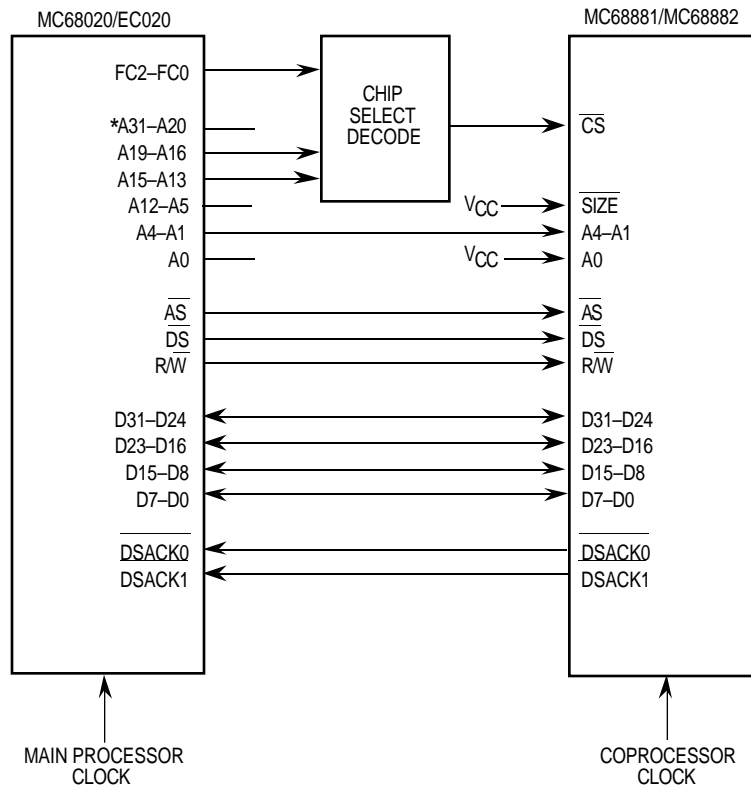 MC68020/EC020
MC68881/MC68882
FC2–FC0
*A31–A20
A19–A16
A15–A13
A12–A5
A4–A1
A0
AS
DS
R/W
D31–D24
D23–D16
D15–D8
D7–D0
DSACK0
DSACK1
CHIP
SELECT
DECODE
VCC
VCC
CS
SIZE
A4–A1
A0
AS
DS
R/W
D31–D24
D23–D16
D15–D8
D7–D0
DSACK0
DSACK1
MAIN PROCESSOR
CLOCK
COPROCESSOR
CLOCK